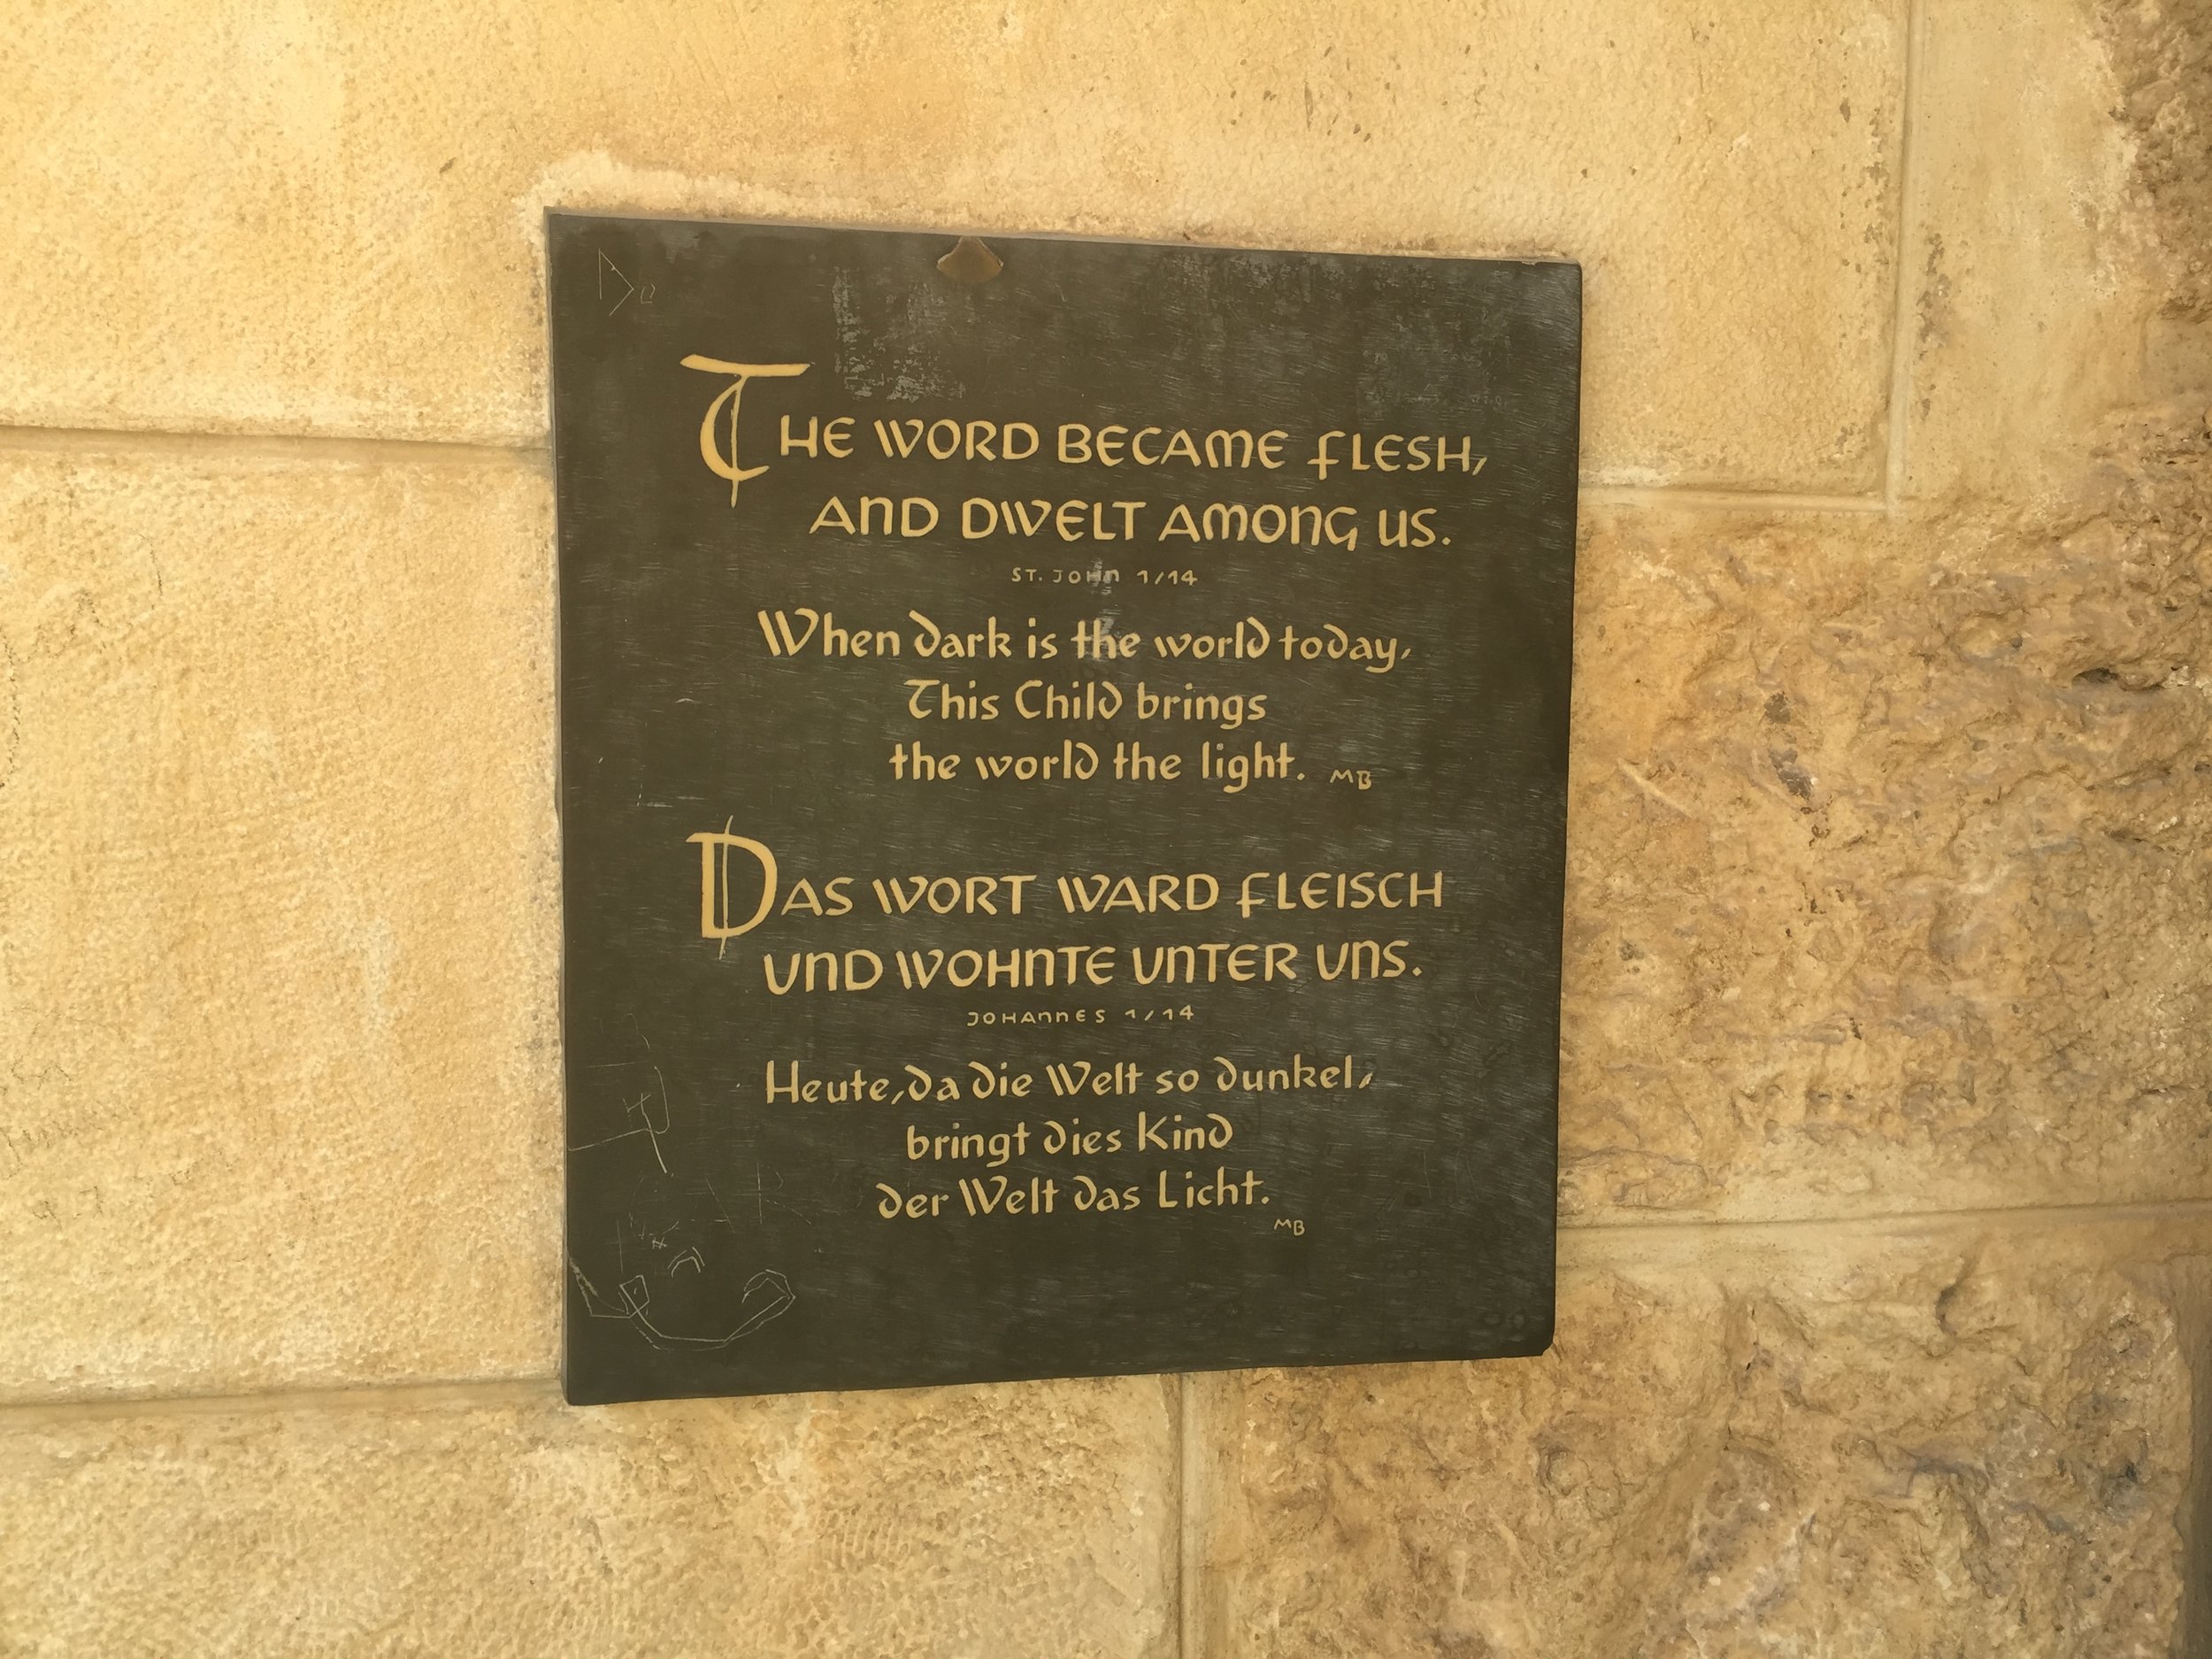 THE WORD BECAME FLESH,
AND DWELT AMONG US.
ST. JOHN 1/14
When dark is the world today,
This Child brings
the world the light. MB
DAS WORT WARD FLEISCH
UND WOHNTE UNTER UNS.
JOHANNES 1/14
Heute, da die Welt so dunkel,
bringt dies Kind
der Welt das Licht.
MB